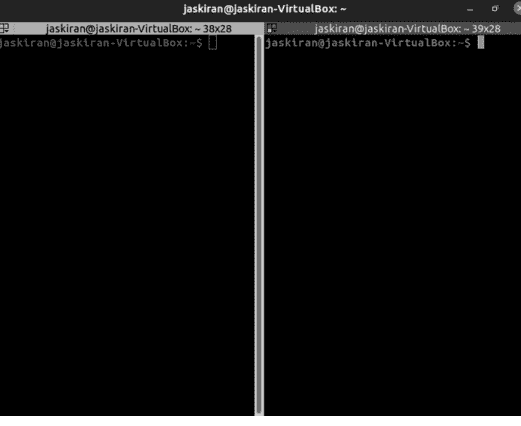 jaskiran@jaskiran-VirtualBox: ~
jaskiran@jaskiran-VirtualBox: ~ 38x28
jaskiran@jaskiran-VirtualBox:~$
jaskiran@jaskiran-VirtualBox: ~ 39x28
jaskiran@jaskiran-VirtualBox:~$